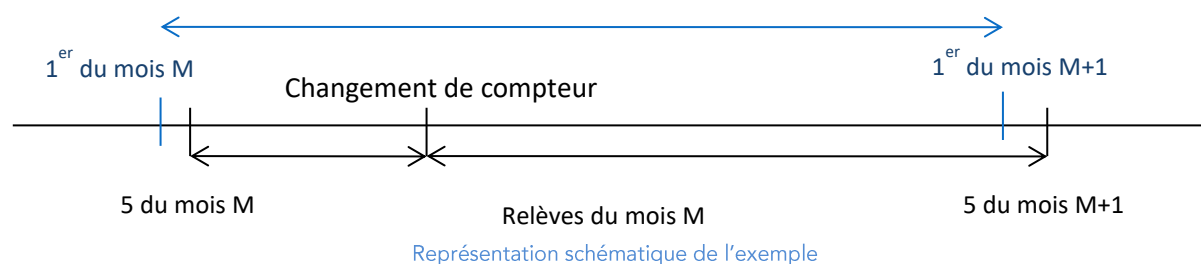 1er du mois M
1er du mois M+1
Changement de compteur
5 du mois M
Relèves du mois M
5 du mois M+1
Représentation schématique de l'exemple